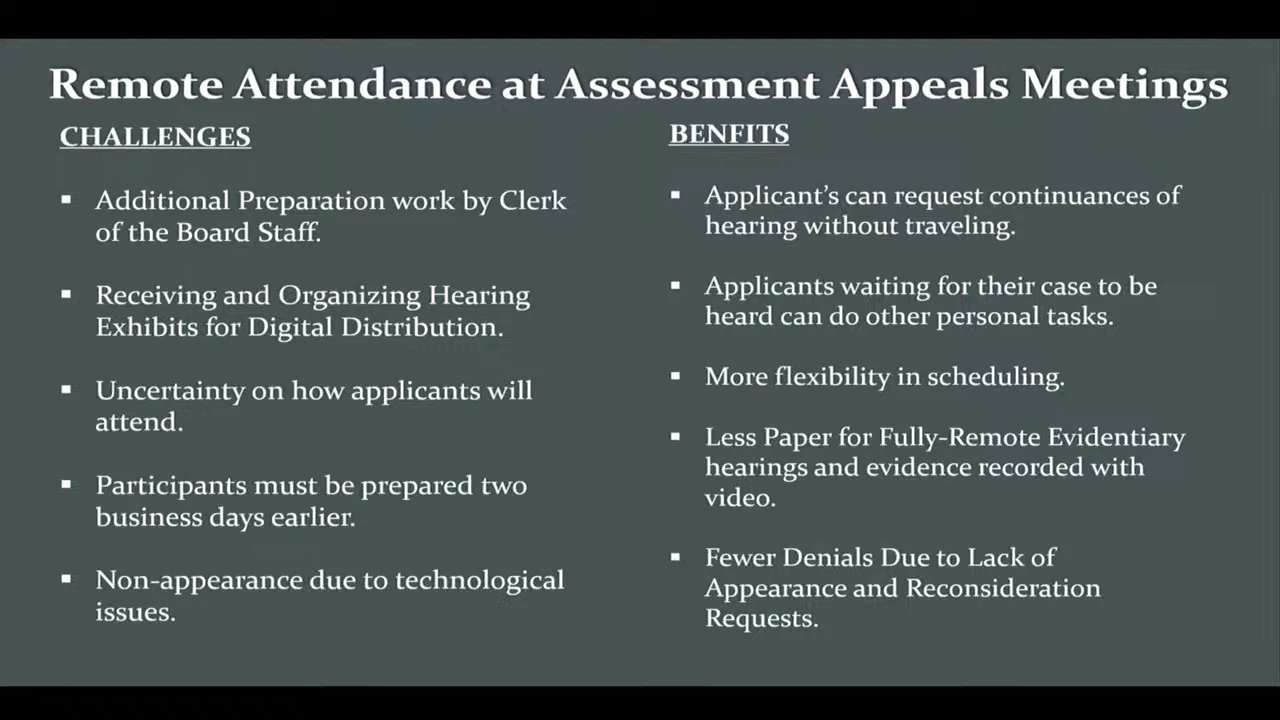 Remote Attendance at Assessment Appeals Meetings
CHALLENGES
▪ Additional Preparation work by Clerk
of the Board Staff.
▪ Receiving and Organizing Hearing
Exhibits for Digital Distribution.
▪ Uncertainty on how applicants will
attend.
▪ Participants must be prepared two
business days earlier.
▪ Non-appearance due to technological
issues.
BENFITS
▪ Applicant's can request continuances of
hearing without traveling.
▪ Applicants waiting for their case to be
heard can do other personal tasks.
▪ More flexibility in scheduling.
▪ Less Paper for Fully-Remote Evidentiary
hearings and evidence recorded with
video.
▪ Fewer Denials Due to Lack of
Appearance and Reconsideration
Requests.